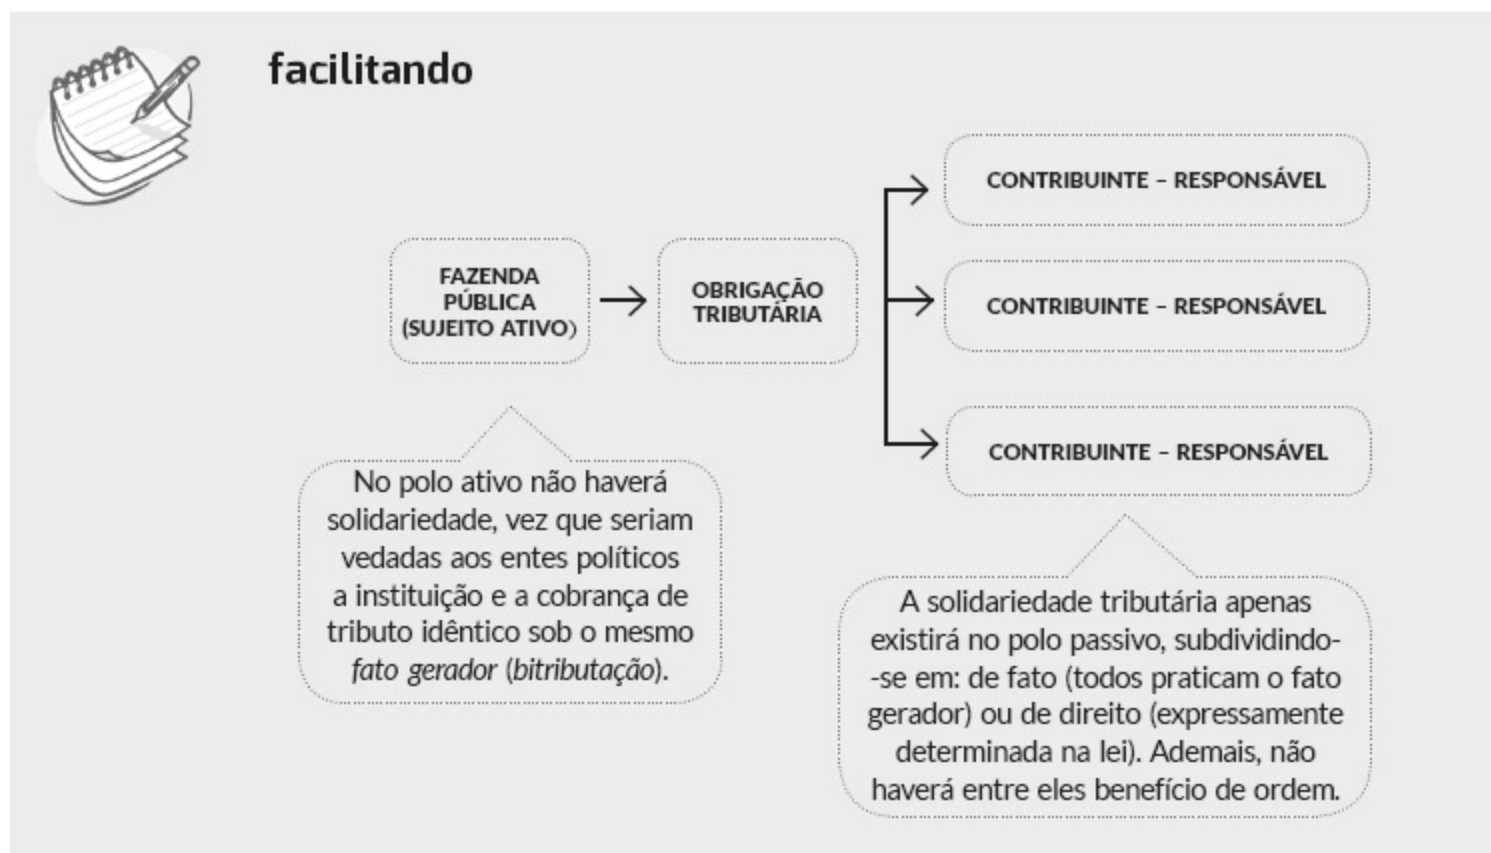 facilitando
FAZENDA
PÚBLICA
(SUJEITO ATIVO)
OBRIGAÇÃO
TRIBUTÁRIA
CONTRIBUINTE – RESPONSÁVEL
CONTRIBUINTE – RESPONSÁVEL
CONTRIBUINTE – RESPONSÁVEL
No polo ativo não haverá
solidariedade, vez que seriam
vedadas aos entes políticos
a instituição e a cobrança de
tributo idêntico sob o mesmo
fato gerador (bitributação).
A solidariedade tributária apenas
existirá no polo passivo, subdividindo-
-se em: de fato (todos praticam o fato
gerador) ou de direito (expressamente
determinada na lei). Ademais, não
haverá entre eles benefício de ordem.